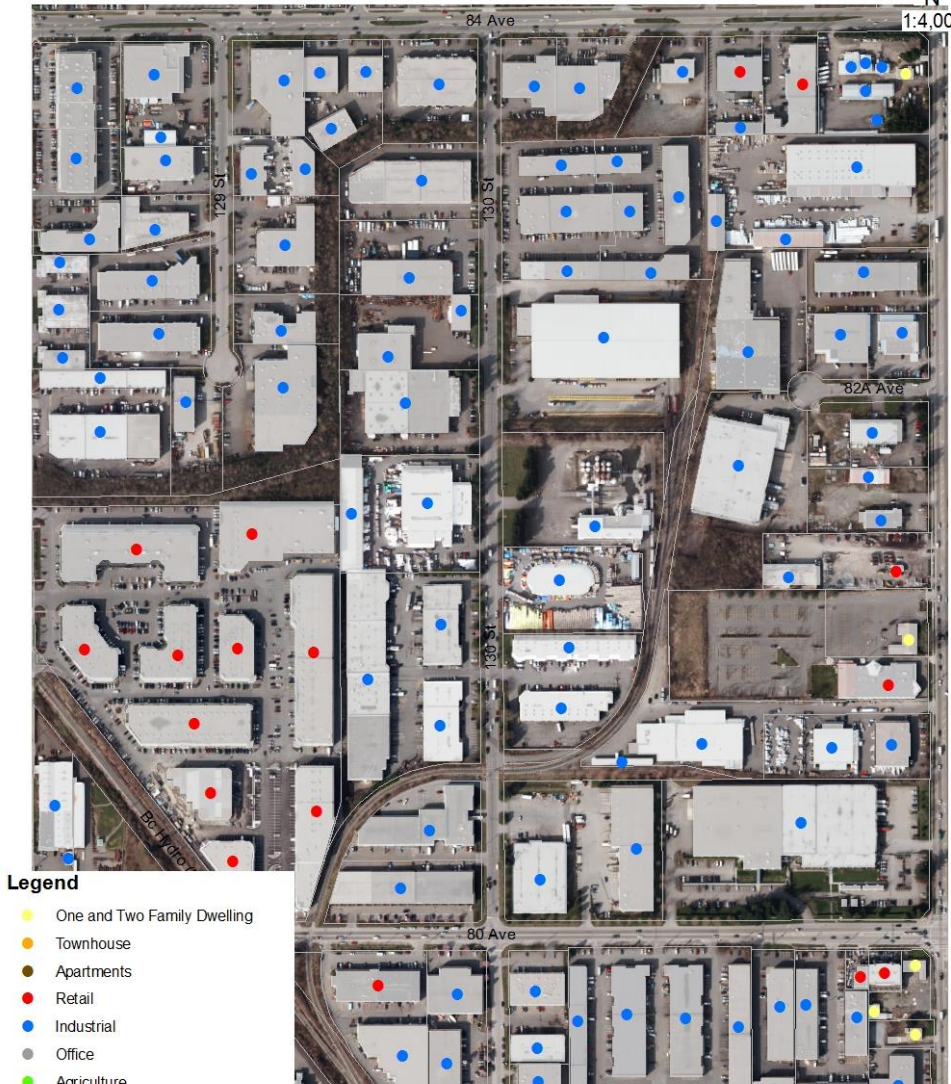 N
84 Ave
1:4,00
129 St
130 St
82A Ave
130 St
Bc Hydro
80 Ave
Legend
One and Two Family Dwelling
Townhouse
Apartments
Retail
Industrial
Office
Agriculture